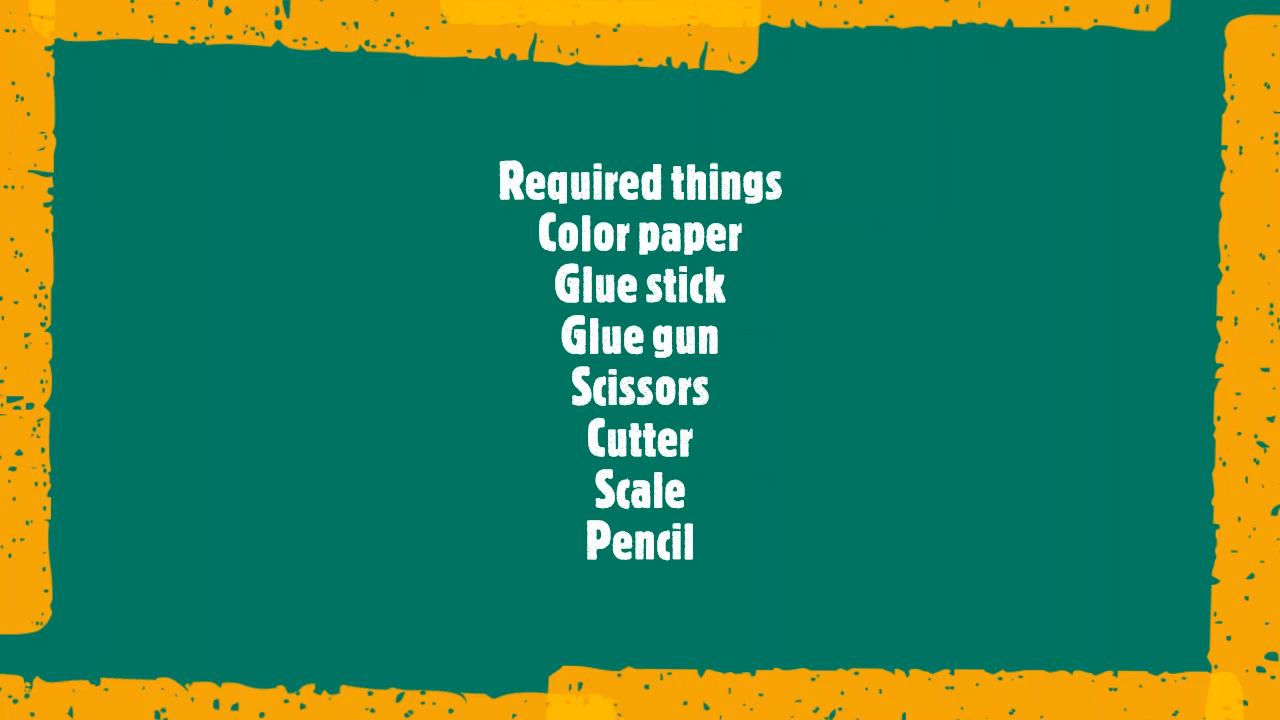 Required things
Color paper
Glue stick
Glue gun
Scissors
Cutter
Scale
Pencil